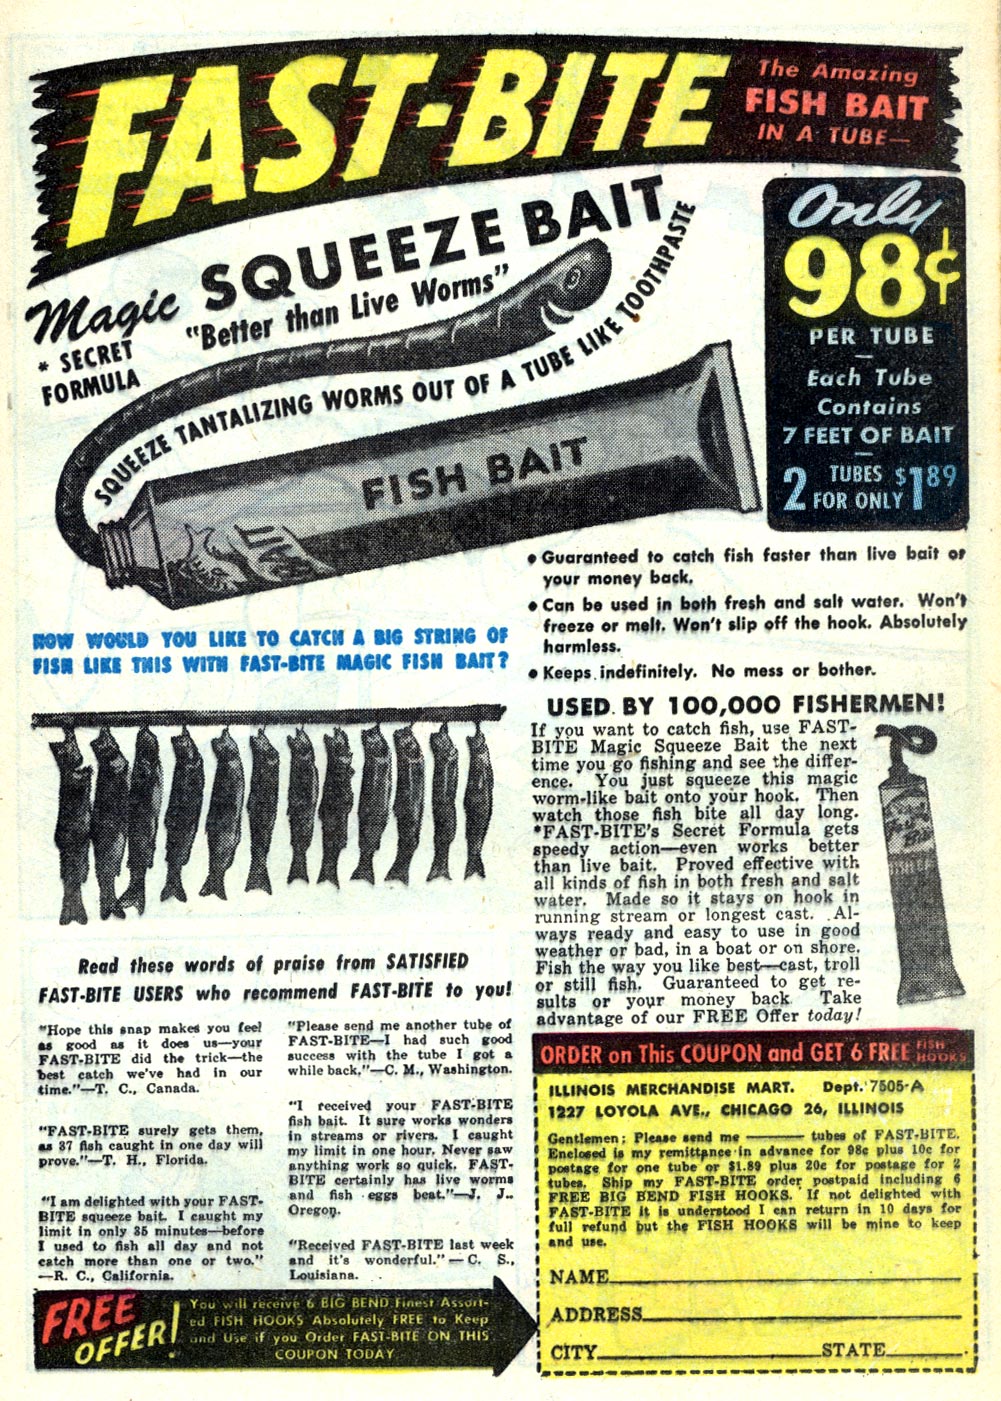 FAST-BITE
The Amazing
FISH BAIT
IN A TUBE—
Magic SQUEEZE BAIT
"Better than Live Worms"
* SECRET
FORMULA
SQUEEZE TANTALIZING WORMS OUT OF A TUBE LIKE TOOTHPASTE
FISH BAIT
BAIT
Only
98¢
PER TUBE
—
Each Tube
Contains
7 FEET OF BAIT
—
2 TUBES FOR ONLY $1.89
• Guaranteed to catch fish faster than live bait or
your money back.
• Can be used in both fresh and salt water. Won't
freeze or melt. Won't slip off the hook. Absolutely
harmless.
• Keeps indefinitely. No mess or bother.
HOW WOULD YOU LIKE TO CATCH A BIG STRING OF
FISH LIKE THIS WITH FAST-BITE MAGIC FISH BAIT?
USED BY 100,000 FISHERMEN!
If you want to catch fish, use FAST-
BITE Magic Squeeze Bait the next
time you go fishing and see the differ-
ence. You just squeeze this magic
worm-like bait onto your hook. Then
watch those fish bite all day long.
*FAST-BITE's Secret Formula gets
speedy action—even works better
than live bait. Proved effective with
all kinds of fish in both fresh and salt
water. Made so it stays on hook in
running stream or longest cast. Al-
ways ready and easy to use in good
weather or bad, in a boat or on shore.
Fish the way you like best—cast, troll
or still fish. Guaranteed to get re-
sults or your money back. Take
advantage of our FREE Offer today!
Read these words of praise from SATISFIED
FAST-BITE USERS who recommend FAST-BITE to you!
"Hope this snap makes you feel
as good as it does us—your
FAST-BITE did the trick—the
best catch we've had in our
time."—T. C., Canada.
"FAST-BITE surely gets them,
as 37 fish caught in one day will
prove."—T. H., Florida.
"I am delighted with your FAST-
BITE squeeze bait. I caught my
limit in only 35 minutes—before
I used to fish all day and not
catch more than one or two."
—R. C., California.
"Please send me another tube of
FAST-BITE—I had such good
success with the tube I got a
while back."—C. M., Washington.
"I received your FAST-BITE
fish bait. It sure works wonders
in streams or rivers. I caught
my limit in one hour. Never saw
anything work so quick. FAST-
BITE certainly has live worms
and fish eggs beat."—J. J.,
Oregon.
"Received FAST-BITE last week
and it's wonderful." — C. S.,
Louisiana.
FREE
OFFER!
You will receive 6 BIG BEND Finest Assort-
ed FISH HOOKS Absolutely FREE to Keep
and Use if you Order FAST-BITE ON THIS
COUPON TODAY
ORDER on This COUPON and GET 6 FREE FISH HOOKS
ILLINOIS MERCHANDISE MART. Dept. 7505-A
1227 LOYOLA AVE., CHICAGO 26, ILLINOIS
Gentlemen: Please send me ——— tubes of FAST-BITE.
Enclosed is my remittance in advance for 98c plus 10c for
postage for one tube or $1.89 plus 20c for postage for 2
tubes. Ship my FAST-BITE order postpaid including 6
FREE BIG BEND FISH HOOKS. If not delighted with
FAST-BITE it is understood I can return in 10 days for
full refund but the FISH HOOKS will be mine to keep
and use.
NAME
ADDRESS
CITY STATE